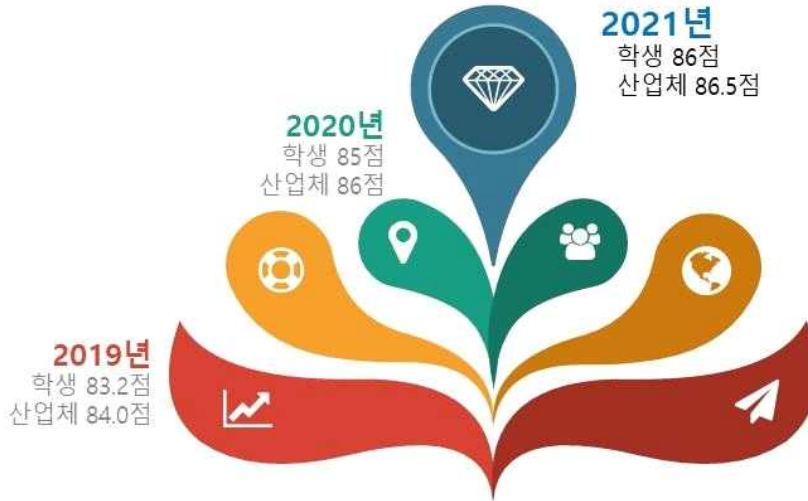 2021년
학생 86점
산업체 86.5점
2020년
학생 85점
산업체 86점
2019년
학생 83.2점
산업체 84.0점